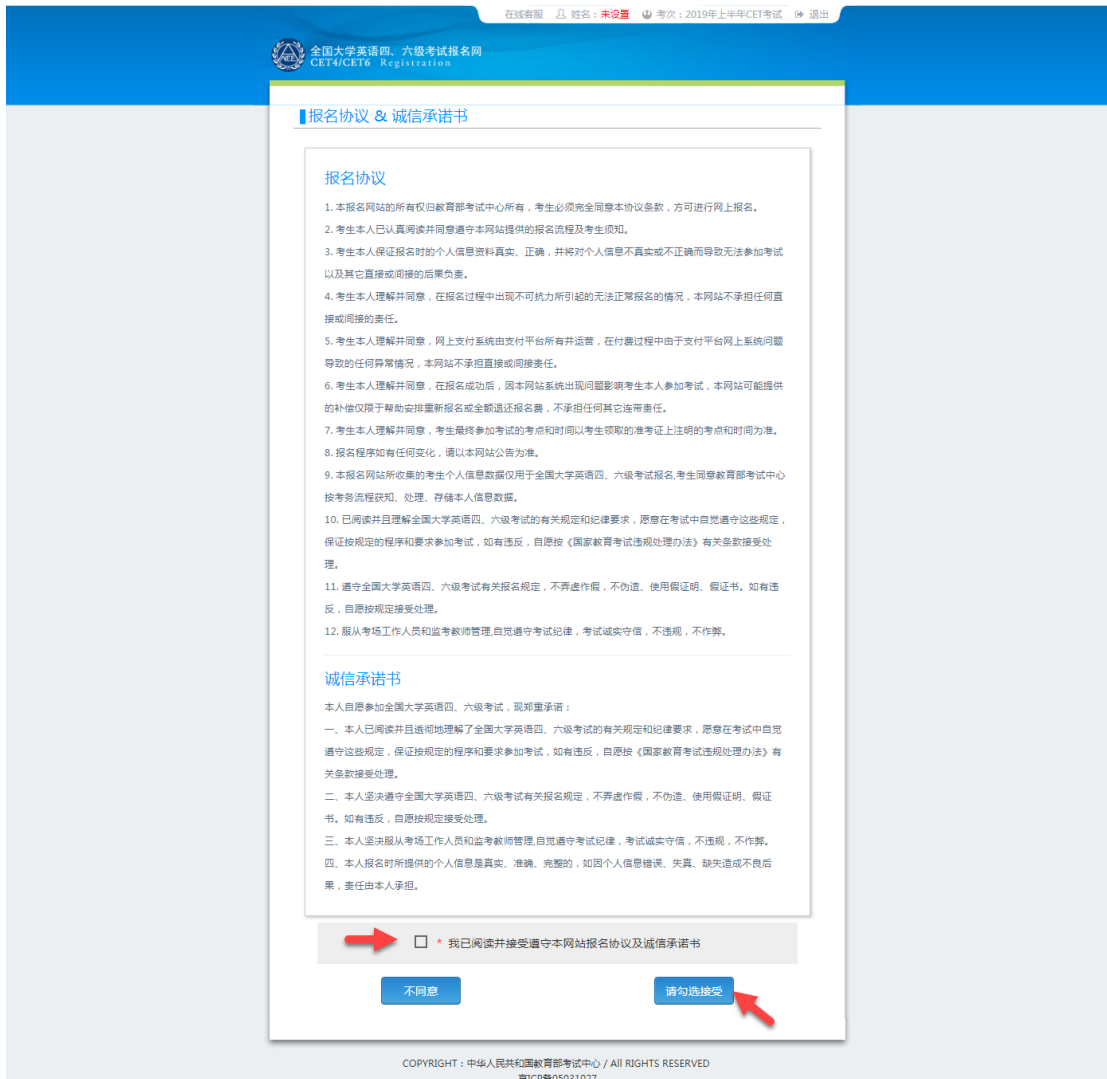 在线客服 姓名：未设置 考次：2019年上半年CET考试 退出
NEEA
全国大学英语四、六级考试报名网
CET4/CET6 Registration
报名协议 & 诚信承诺书
报名协议
1. 本报名网站的所有权归教育部考试中心所有，考生必须完全同意本协议条款，方可进行网上报名。
2. 考生本人已认真阅读并同意遵守本网站提供的报名流程及考生须知。
3. 考生本人保证报名时的个人信息资料真实、正确，并将对个人信息不真实或不正确而导致无法参加考试
以及其它直接或间接的后果负责。
4. 考生本人理解并同意，在报名过程中出现不可抗力所引起的无法正常报名的情况，本网站不承担任何直
接或间接的责任。
5. 考生本人理解并同意，网上支付系统由支付平台所有并运营，在付费过程中由于支付平台网上系统问题
导致的任何异常情况，本网站不承担直接或间接责任。
6. 考生本人理解并同意，在报名成功后，因本网站系统出现问题影响考生本人参加考试，本网站可能提供
的补偿仅限于帮助安排重新报名或全额退还报名费，不承担任何其它连带责任。
7. 考生本人理解并同意，考生最终参加考试的考点和时间以考生领取的准考证上注明的考点和时间为准。
8. 报名程序如有任何变化，请以本网站公告为准。
9. 本报名网站所收集的考生个人信息数据仅用于全国大学英语四、六级考试报名,考生同意教育部考试中心
按考务流程获知、处理、存储本人信息数据。
10. 已阅读并且理解全国大学英语四、六级考试的有关规定和纪律要求，愿意在考试中自觉遵守这些规定，
保证按规定的程序和要求参加考试，如有违反，自愿按《国家教育考试违规处理办法》有关条款接受处
理。
11. 遵守全国大学英语四、六级考试有关报名规定，不弄虚作假，不伪造、使用假证明、假证书。如有违
反，自愿按规定接受处理。
12. 服从考场工作人员和监考教师管理,自觉遵守考试纪律，考试诚实守信，不违规，不作弊。
诚信承诺书
本人自愿参加全国大学英语四、六级考试，现郑重承诺：
一、本人已阅读并且透彻地理解了全国大学英语四、六级考试的有关规定和纪律要求，愿意在考试中自觉
遵守这些规定，保证按规定的程序和要求参加考试，如有违反，自愿按《国家教育考试违规处理办法》有
关条款接受处理。
二、本人坚决遵守全国大学英语四、六级考试有关报名规定，不弄虚作假，不伪造、使用假证明、假证
书。如有违反，自愿按规定接受处理。
三、本人坚决服从考场工作人员和监考教师管理,自觉遵守考试纪律，考试诚实守信，不违规，不作弊。
四、本人报名时所提供的个人信息是真实、准确、完整的，如因个人信息错误、失真、缺失造成不良后
果，责任由本人承担。
* 我已阅读并接受遵守本网站报名协议及诚信承诺书
不同意 请勾选接受
COPYRIGHT：中华人民共和国教育部考试中心 / All RIGHTS RESERVED
京ICP备05031027